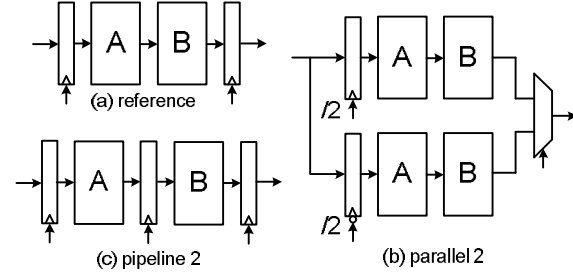 A B
(a) reference
A B
(c) pipeline 2
/2
A B
/2
A B
(b) parallel 2